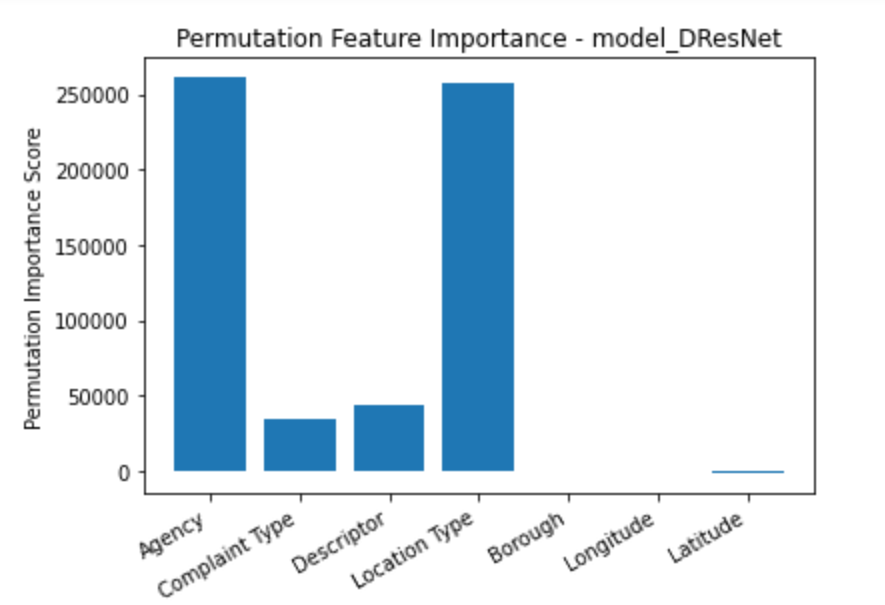 Permutation Feature Importance - model_DResNet
Permutation Importance Score
250000
200000
150000
100000
50000
0
Agency
Complaint Type
Descriptor
Location Type
Borough
Longitude
Latitude